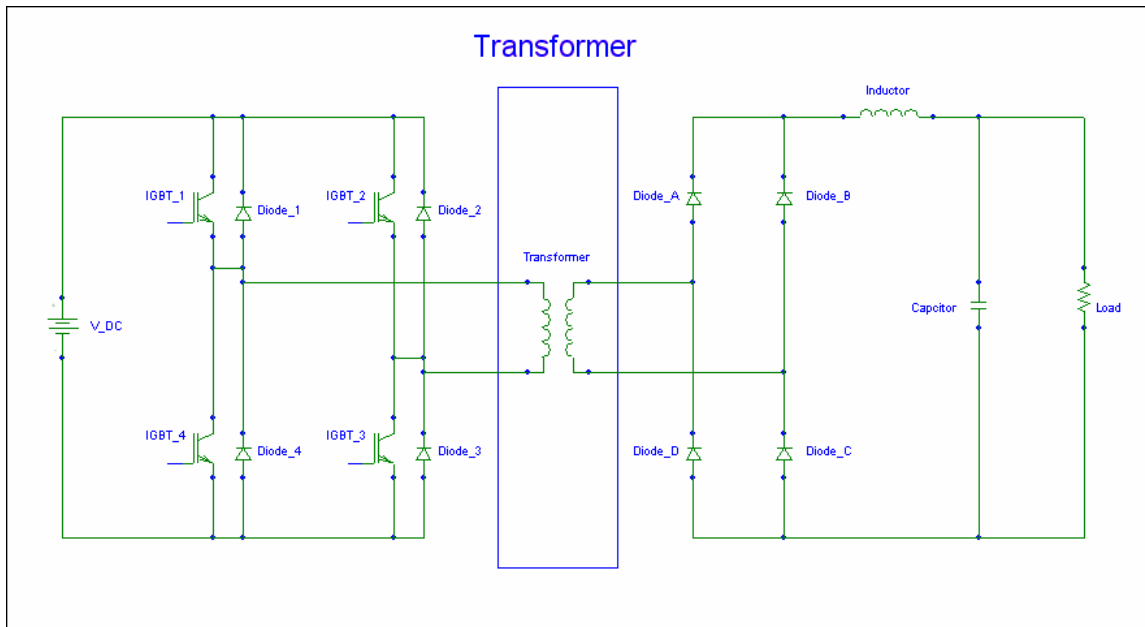 Transformer
Inductor
IGBT_1
Diode_1
IGBT_2
Diode_2
Diode_A
Diode_B
Transformer
V_DC
Capcitor
Load
IGBT_4
Diode_4
IGBT_3
Diode_3
Diode_D
Diode_C